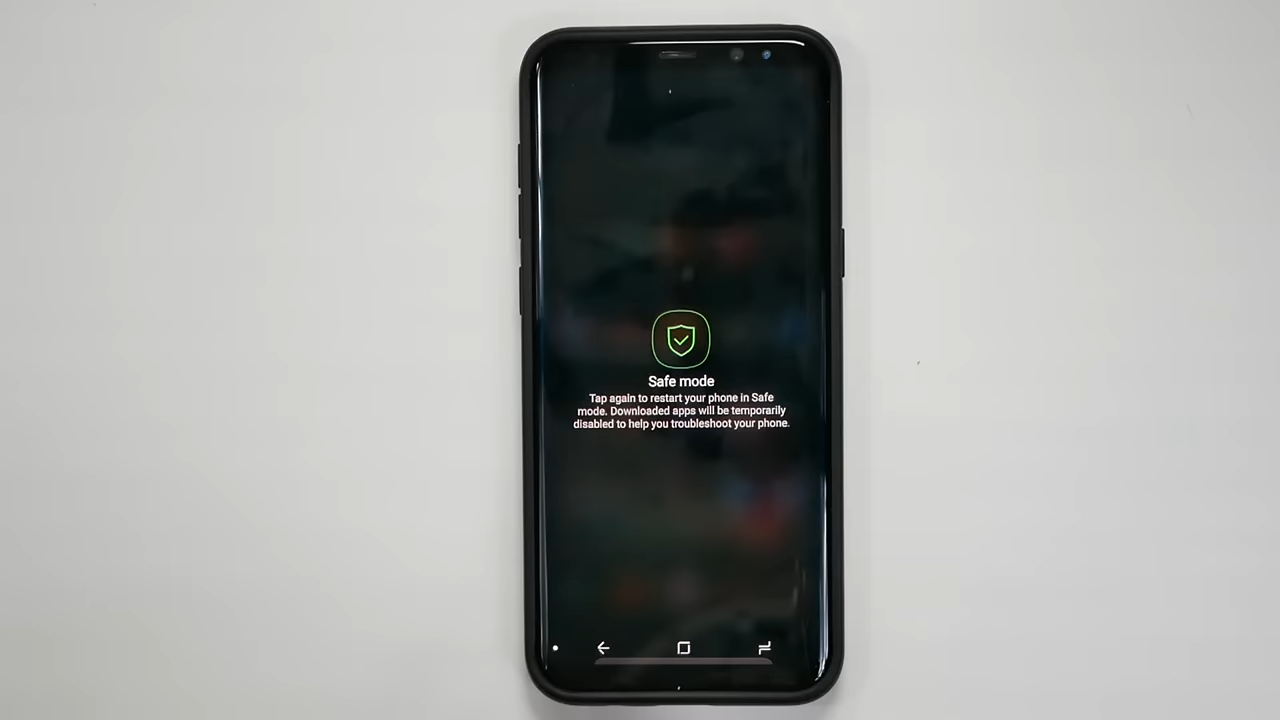 Safe mode
Tap again to restart your phone in Safe
mode. Downloaded apps will be temporarily
disabled to help you troubleshoot your phone.